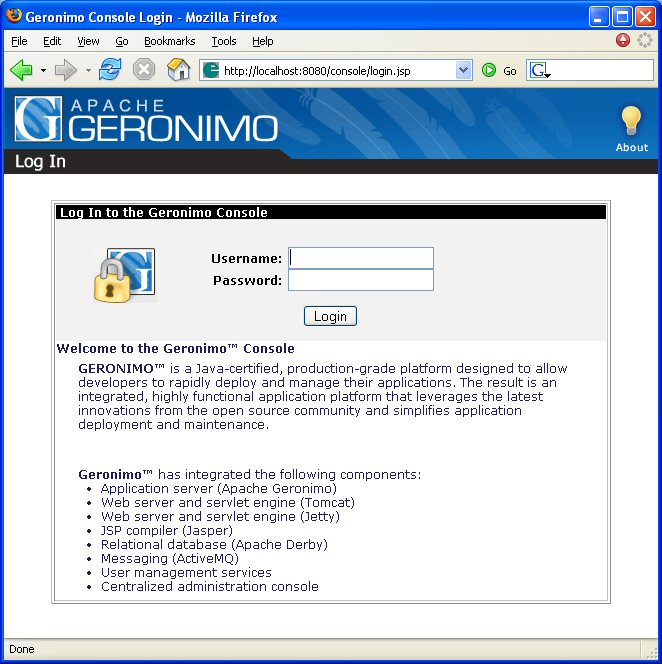 Geronimo Console Login - Mozilla Firefox
File Edit View Go Bookmarks Tools Help
http://localhost:8080/console/login.jsp Go G
APACHE
GERONIMO
About
Log In
Log In to the Geronimo Console
G
Username:
Password:
Login
Welcome to the Geronimo™ Console
GERONIMO™ is a Java-certified, production-grade platform designed to allow
developers to rapidly deploy and manage their applications. The result is an
integrated, highly functional application platform that leverages the latest
innovations from the open source community and simplifies application
deployment and maintenance.
Geronimo™ has integrated the following components:
• Application server (Apache Geronimo)
• Web server and servlet engine (Tomcat)
• Web server and servlet engine (Jetty)
• JSP compiler (Jasper)
• Relational database (Apache Derby)
• Messaging (ActiveMQ)
• User management services
• Centralized administration console
Done